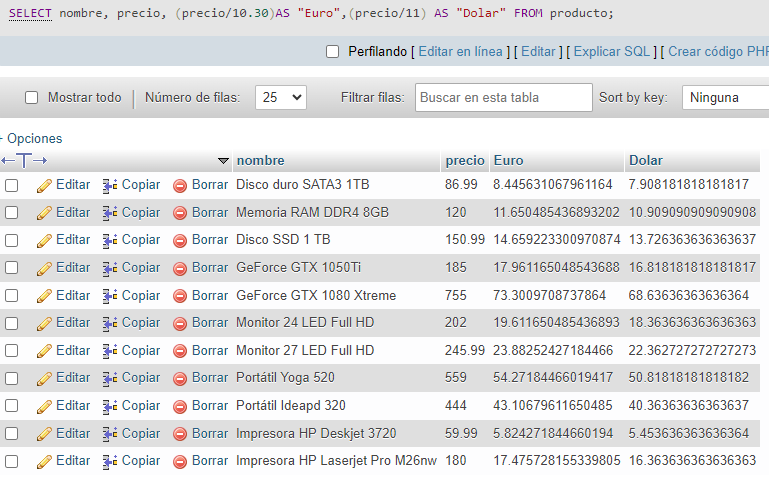 SELECT nombre, precio, (precio/10.30)AS "Euro",(precio/11) AS "Dolar" FROM producto;
Perfilando [ Editar en línea ] [ Editar ] [ Explicar SQL ] [ Crear código PHP
Mostrar todo Número de filas: 25 Filtrar filas: Buscar en esta tabla Sort by key: Ninguna
+ Opciones
←T→ nombre precio Euro Dolar
Editar Copiar Borrar Disco duro SATA3 1TB 86.99 8.445631067961164 7.908181818181817
Editar Copiar Borrar Memoria RAM DDR4 8GB 120 11.650485436893202 10.909090909090908
Editar Copiar Borrar Disco SSD 1 TB 150.99 14.659223300970874 13.726363636363637
Editar Copiar Borrar GeForce GTX 1050Ti 185 17.961165048543688 16.818181818181817
Editar Copiar Borrar GeForce GTX 1080 Xtreme 755 73.3009708737864 68.63636363636364
Editar Copiar Borrar Monitor 24 LED Full HD 202 19.611650485436893 18.363636363636363
Editar Copiar Borrar Monitor 27 LED Full HD 245.99 23.88252427184466 22.362727272727273
Editar Copiar Borrar Portátil Yoga 520 559 54.27184466019417 50.81818181818182
Editar Copiar Borrar Portátil Ideapd 320 444 43.10679611650485 40.36363636363637
Editar Copiar Borrar Impresora HP Deskjet 3720 59.99 5.824271844660194 5.453636363636364
Editar Copiar Borrar Impresora HP Laserjet Pro M26nw 180 17.475728155339805 16.363636363636363